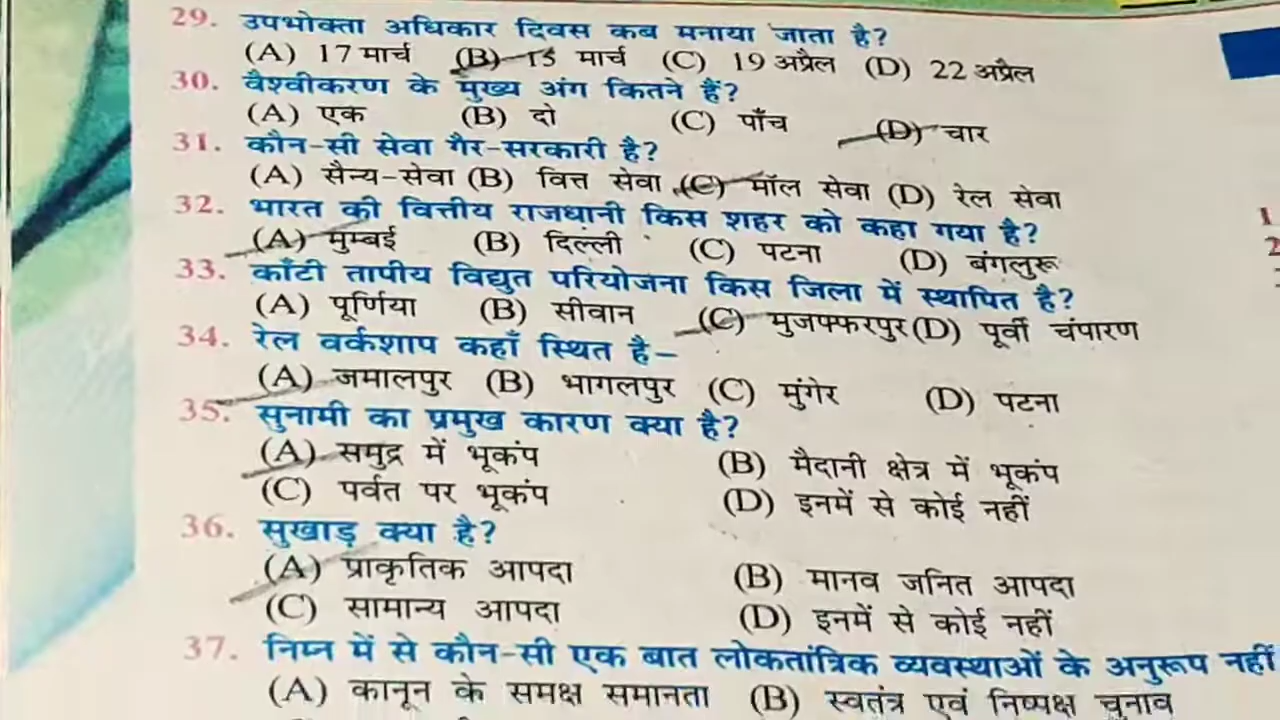 29. उपभोक्ता अधिकार दिवस कब मनाया जाता है?
(A) 17 मार्च (B) 15 मार्च (C) 19 अप्रैल (D) 22 अप्रैल
30. वैश्वीकरण के मुख्य अंग कितने हैं?
(A) एक (B) दो (C) पाँच (D) चार
31. कौन-सी सेवा गैर-सरकारी है?
(A) सैन्य-सेवा (B) वित्त सेवा (C) मॉल सेवा (D) रेल सेवा
32. भारत की वित्तीय राजधानी किस शहर को कहा गया है?
(A) मुम्बई (B) दिल्ली (C) पटना (D) बंगलुरू
33. काँटी तापीय विद्युत परियोजना किस जिला में स्थापित है?
(A) पूर्णिया (B) सीवान (C) मुजफ्फरपुर (D) पूर्वी चंपारण
34. रेल वर्कशाप कहाँ स्थित है–
(A) जमालपुर (B) भागलपुर (C) मुंगेर (D) पटना
35. सुनामी का प्रमुख कारण क्या है?
(A) समुद्र में भूकंप (B) मैदानी क्षेत्र में भूकंप
(C) पर्वत पर भूकंप (D) इनमें से कोई नहीं
36. सुखाड़ क्या है?
(A) प्राकृतिक आपदा (B) मानव जनित आपदा
(C) सामान्य आपदा (D) इनमें से कोई नहीं
37. निम्न में से कौन-सी एक बात लोकतांत्रिक व्यवस्थाओं के अनुरूप नहीं
(A) कानून के समक्ष समानता (B) स्वतंत्र एवं निष्पक्ष चुनाव
1
2